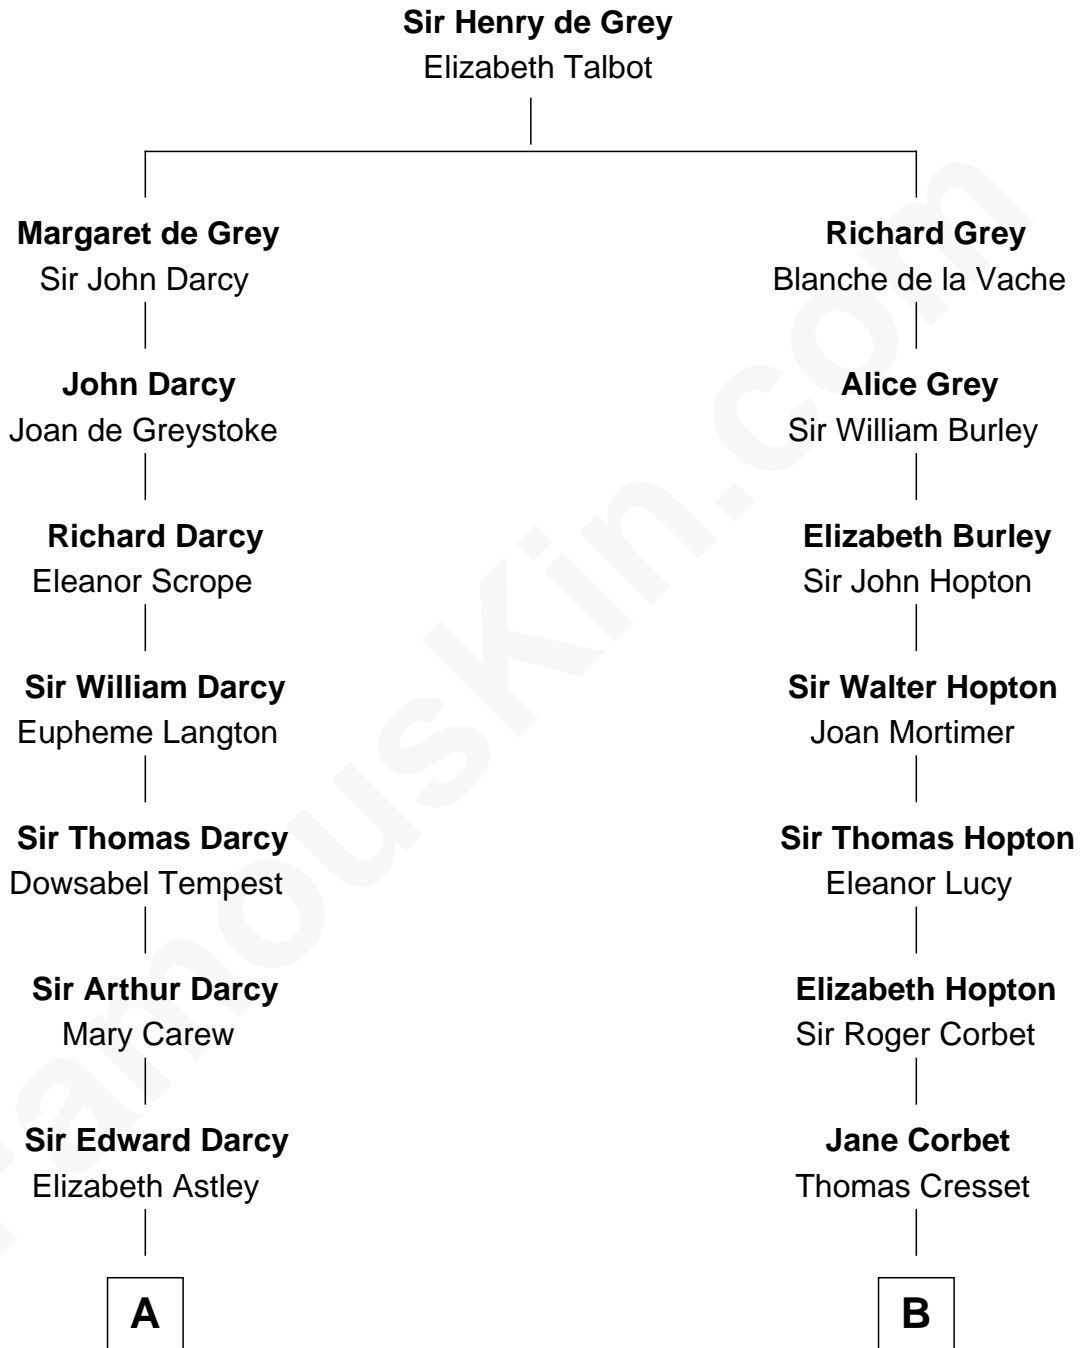 Sir Henry de Grey
Elizabeth Talbot
Margaret de Grey
Sir John Darcy
John Darcy
Joan de Greystoke
Richard Darcy
Eleanor Scrope
Sir William Darcy
Eupheme Langton
Sir Thomas Darcy
Dowsabel Tempest
Sir Arthur Darcy
Mary Carew
Sir Edward Darcy
Elizabeth Astley
A
Richard Grey
Blanche de la Vache
Alice Grey
Sir William Burley
Elizabeth Burley
Sir John Hopton
Sir Walter Hopton
Joan Mortimer
Sir Thomas Hopton
Eleanor Lucy
Elizabeth Hopton
Sir Roger Corbet
Jane Corbet
Thomas Cresset
B
FamousKin.com